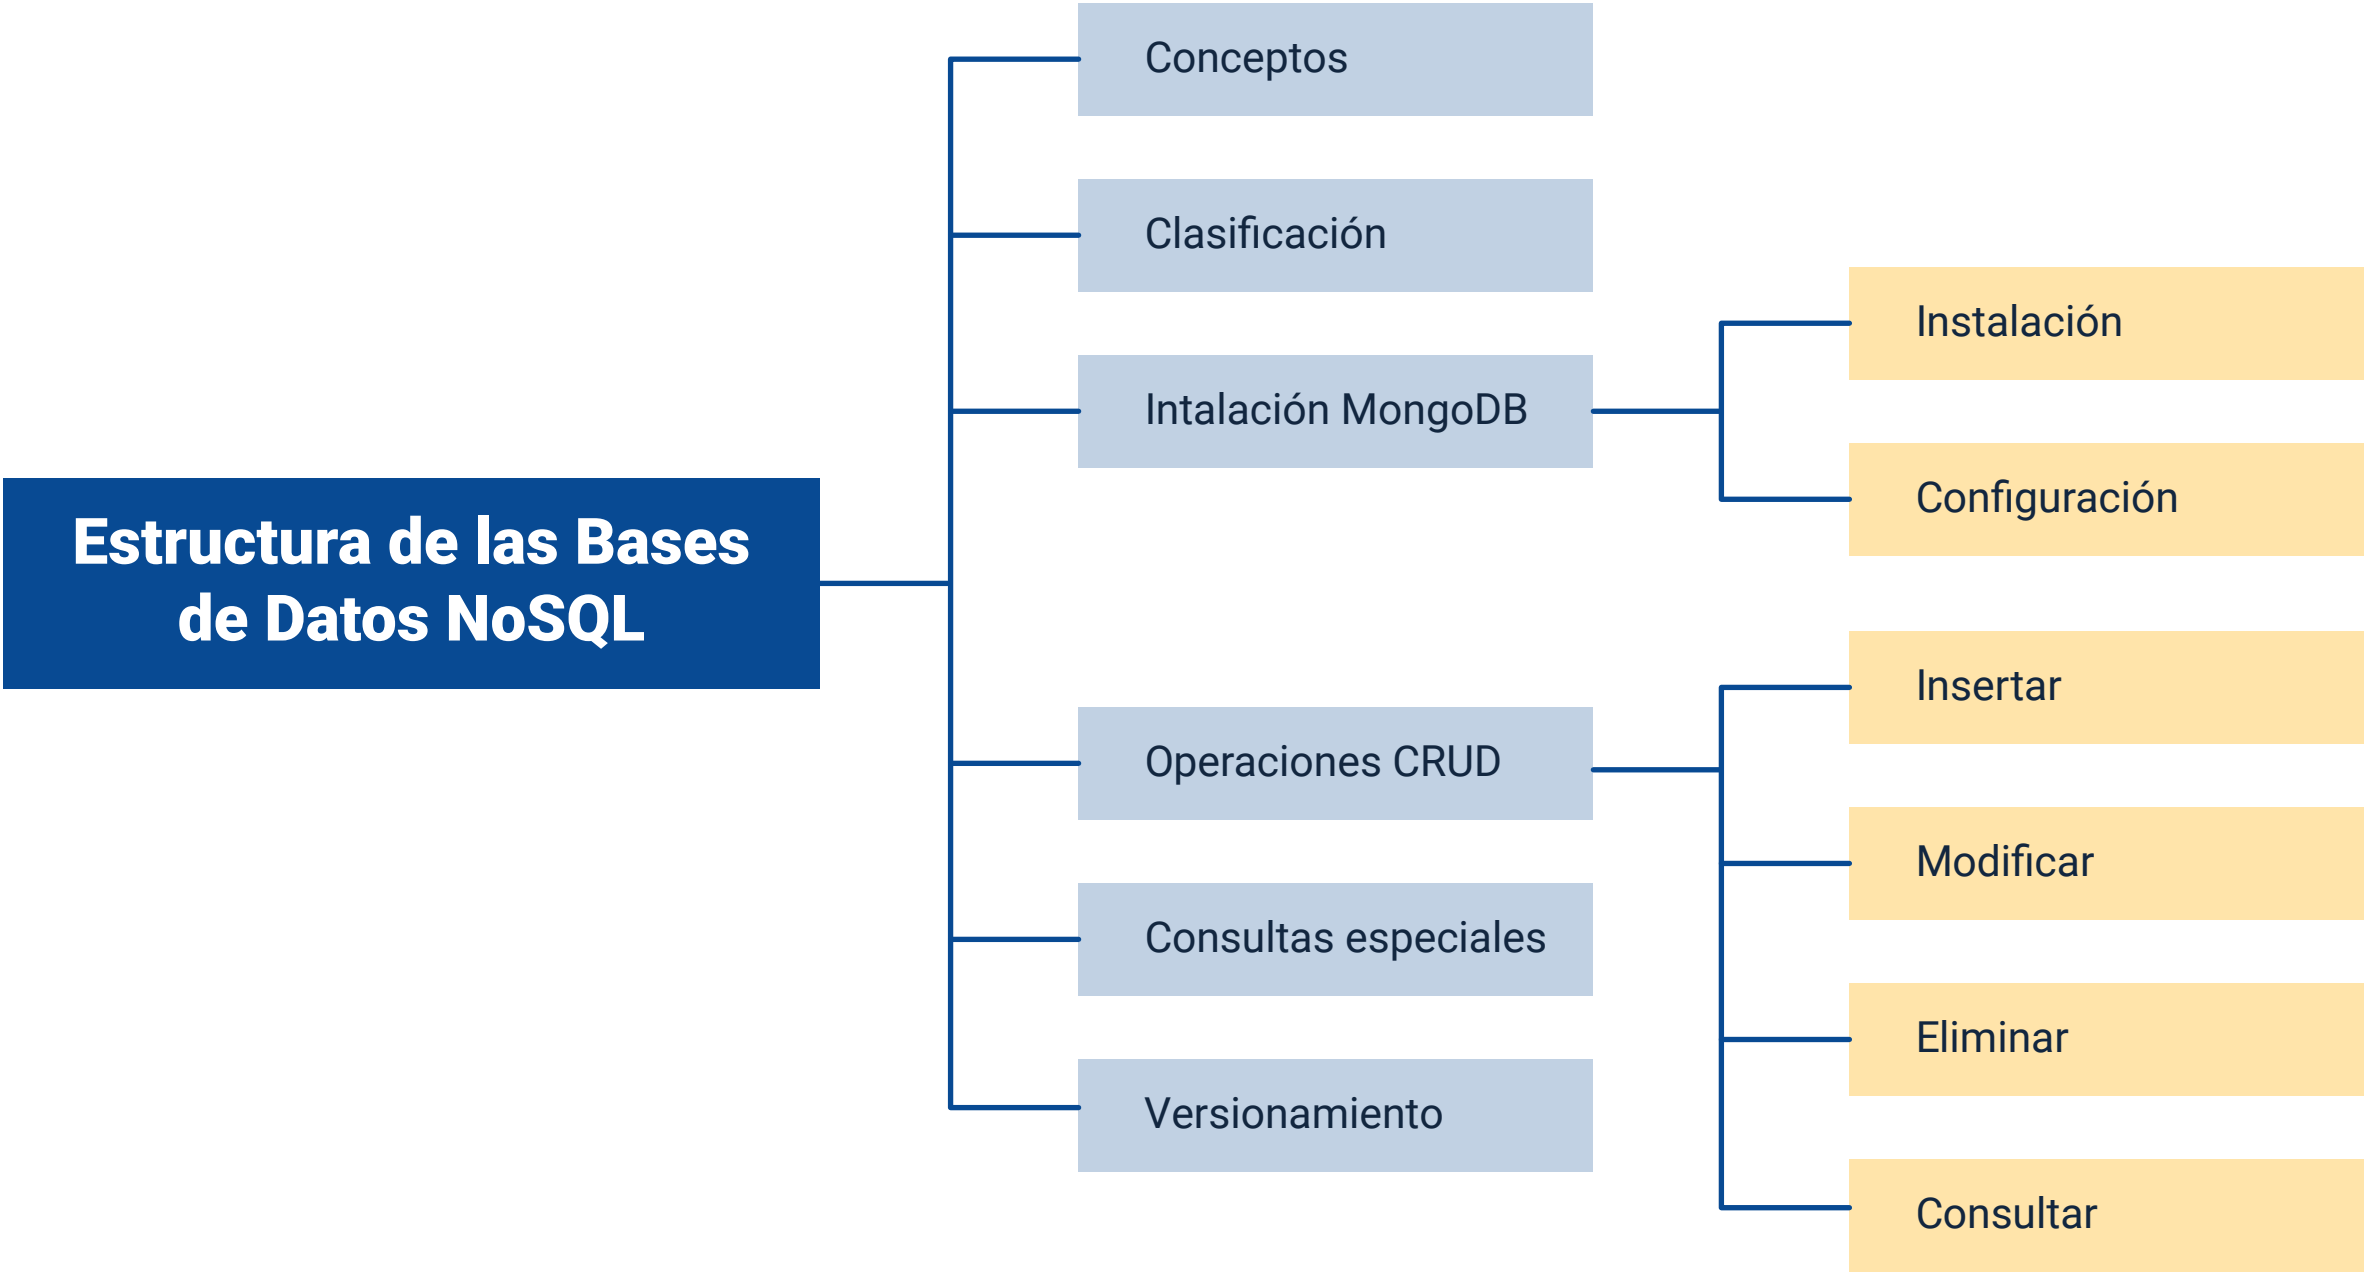 Estructura de las Bases
de Datos NoSQL
Conceptos
Clasificación
Intalación MongoDB
Instalación
Configuración
Operaciones CRUD
Insertar
Modificar
Eliminar
Consultar
Consultas especiales
Versionamiento